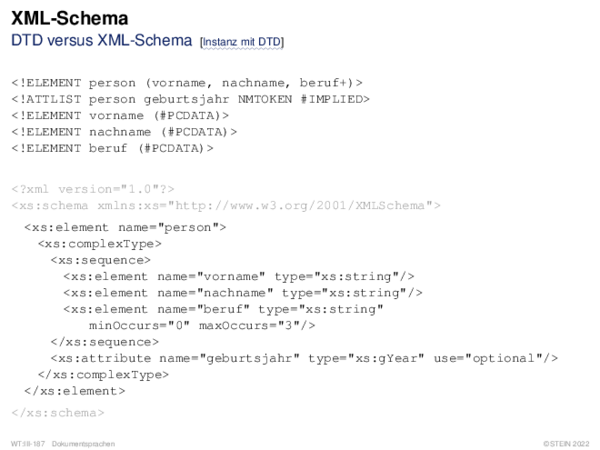 XML-Schema
DTD versus XML-Schema [Instanz mit DTD]
<!ELEMENT person (vorname, nachname, beruf+)>
<!ATTLIST person geburtsjahr NMTOKEN #IMPLIED>
<!ELEMENT vorname (#PCDATA)>
<!ELEMENT nachname (#PCDATA)>
<!ELEMENT beruf (#PCDATA)>
<?xml version="1.0"?>
<xs:schema xmlns:xs="http://www.w3.org/2001/XMLSchema">
<xs:element name="person">
<xs:complexType>
<xs:sequence>
<xs:element name="vorname" type="xs:string"/>
<xs:element name="nachname" type="xs:string"/>
<xs:element name="beruf" type="xs:string"
minOccurs="0" maxOccurs="3"/>
</xs:sequence>
<xs:attribute name="geburtsjahr" type="xs:gYear" use="optional"/>
</xs:complexType>
</xs:element>
</xs:schema>
WT:III-187 Dokumentsprachen ©STEIN 2022